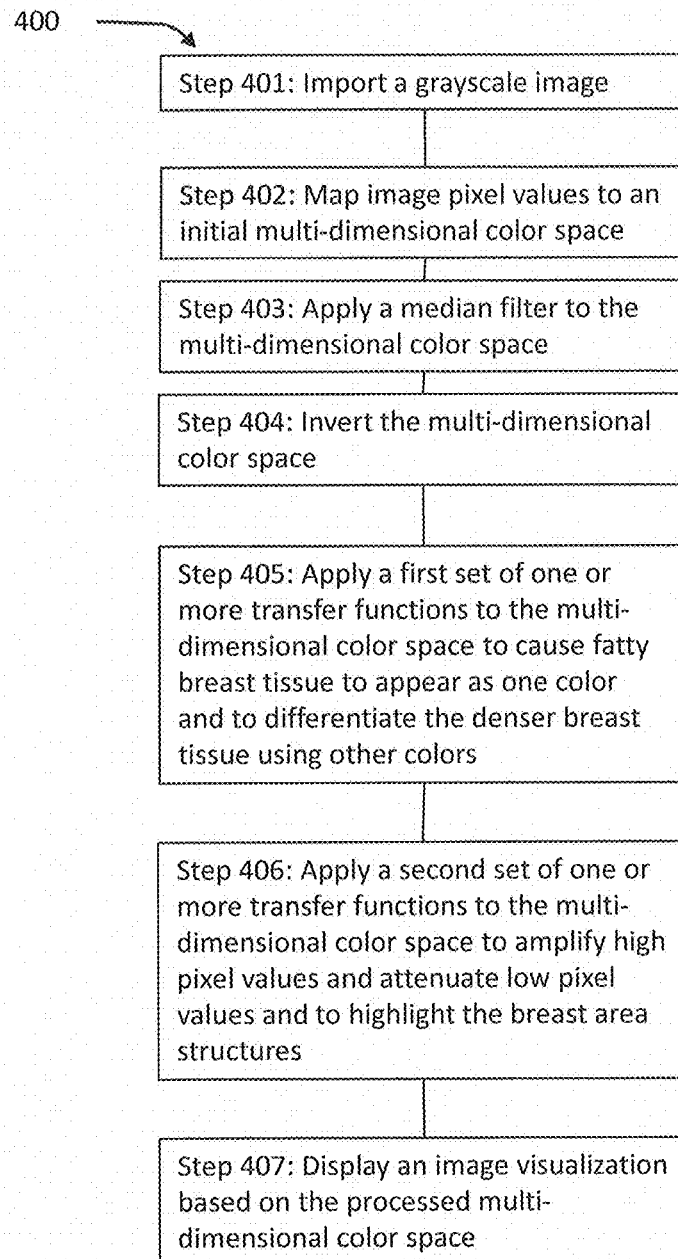 400
Step 401: Import a grayscale image
Step 402: Map image pixel values to an
initial multi-dimensional color space
Step 403: Apply a median filter to the
multi-dimensional color space
Step 404: Invert the multi-dimensional
color space
Step 405: Apply a first set of one or
more transfer functions to the multi-
dimensional color space to cause fatty
breast tissue to appear as one color
and to differentiate the denser breast
tissue using other colors
Step 406: Apply a second set of one or
more transfer functions to the multi-
dimensional color space to amplify high
pixel values and attenuate low pixel
values and to highlight the breast area
structures
Step 407: Display an image visualization
based on the processed multi-
dimensional color space